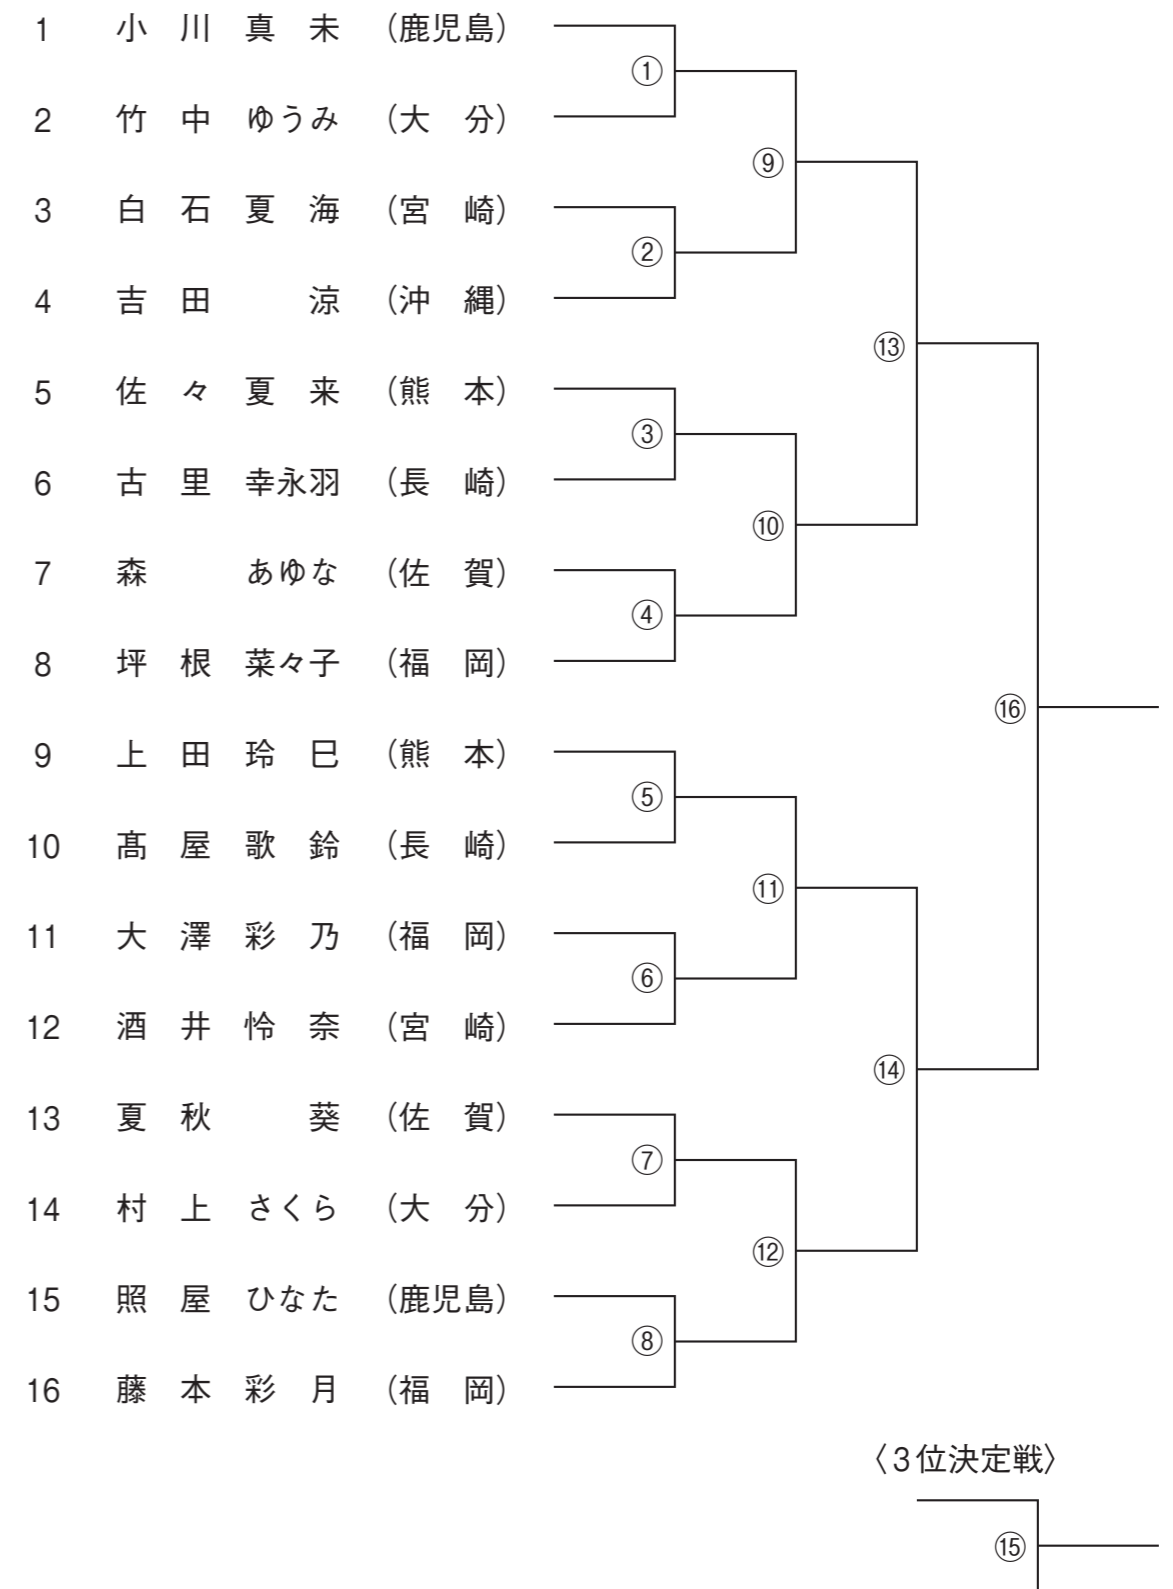 1 小川真未 (鹿児島)
①
2 竹中ゆうみ (大分)
⑨
3 白石夏海 (宮崎)
②
4 吉田涼 (沖縄)
⑬
5 佐々夏来 (熊本)
③
6 古里幸永羽 (長崎)
⑩
7 森あゆな (佐賀)
④
8 坪根菜々子 (福岡)
⑯
9 上田玲巳 (熊本)
⑤
10 髙屋歌鈴 (長崎)
⑪
11 大澤彩乃 (福岡)
⑥
12 酒井怜奈 (宮崎)
⑭
13 夏秋葵 (佐賀)
⑦
14 村上さくら (大分)
⑫
15 照屋ひなた (鹿児島)
⑧
16 藤本彩月 (福岡)
〈3位決定戦〉
⑮